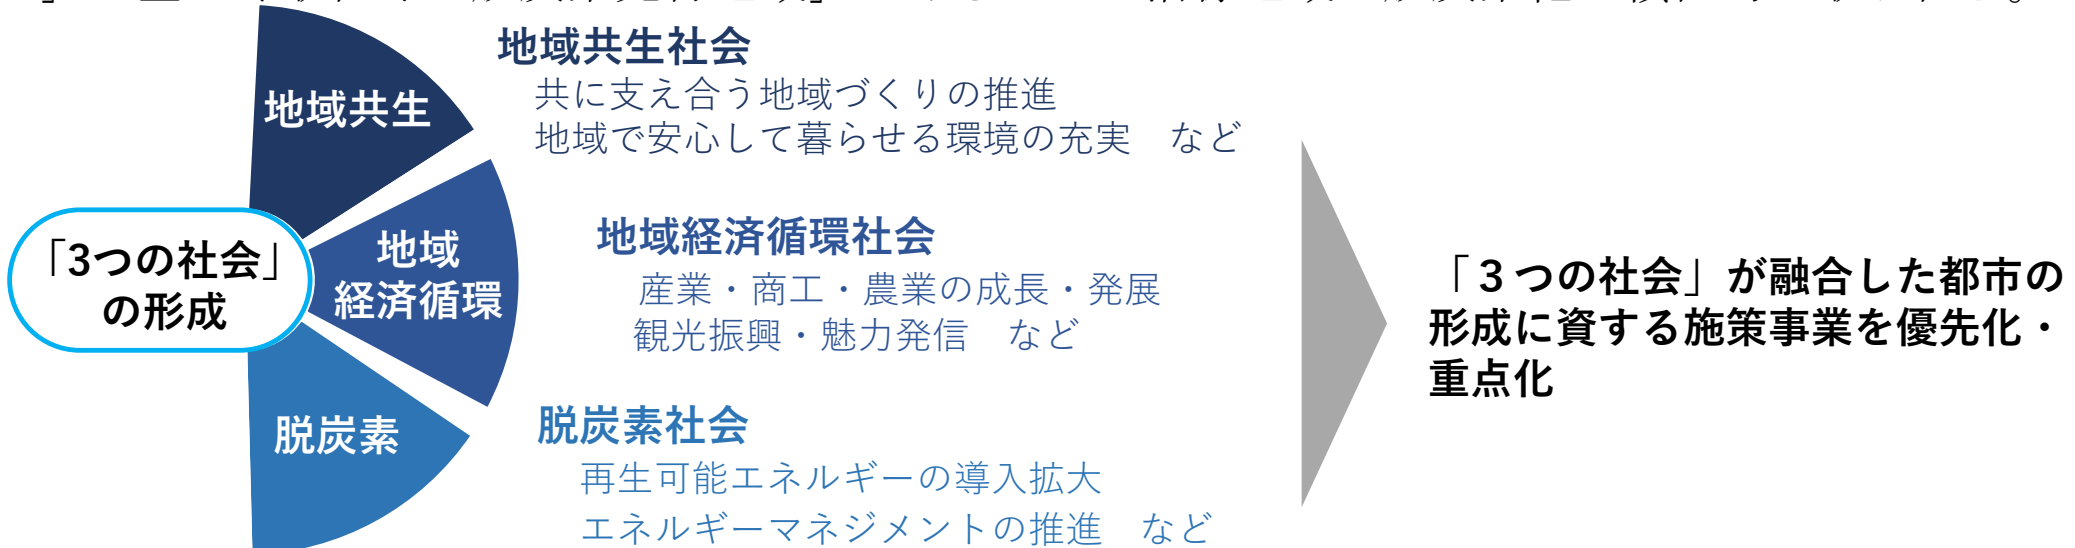 地域共生社会
共に支え合う地域づくりの推進
地域で安心して暮らせる環境の充実　など
地域共生
地域経済循環社会
産業・商工・農業の成長・発展
観光振興・魅力発信　など
地域
経済循環
「3つの社会」
の形成
脱炭素社会
再生可能エネルギーの導入拡大
エネルギーマネジメントの推進　など
脱炭素
「３つの社会」が融合した都市の
形成に資する施策事業を優先化・
重点化